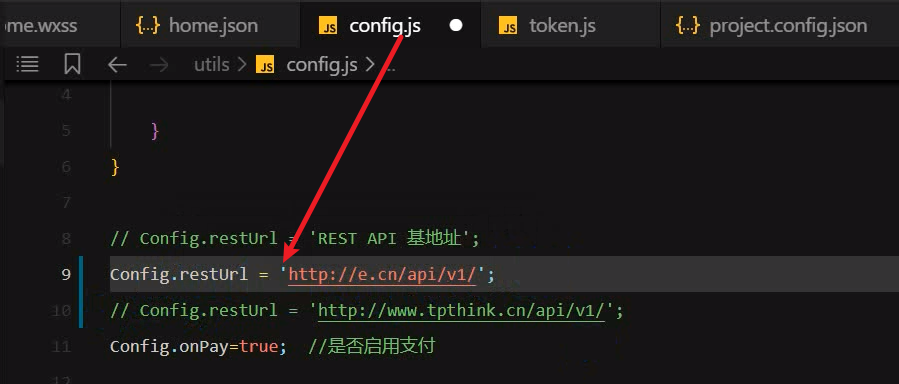 me.wxss {..} home.json JS config.js JS token.js {..} project.config.json
utils > JS config.js > ...
4
5 }
6 }
7
8 // Config.restUrl = 'REST API 基地址';
9 Config.restUrl = 'http://e.cn/api/v1/';
10 // Config.restUrl = 'http://www.tpthink.cn/api/v1/';
11 Config.onPay=true; //是否启用支付
12